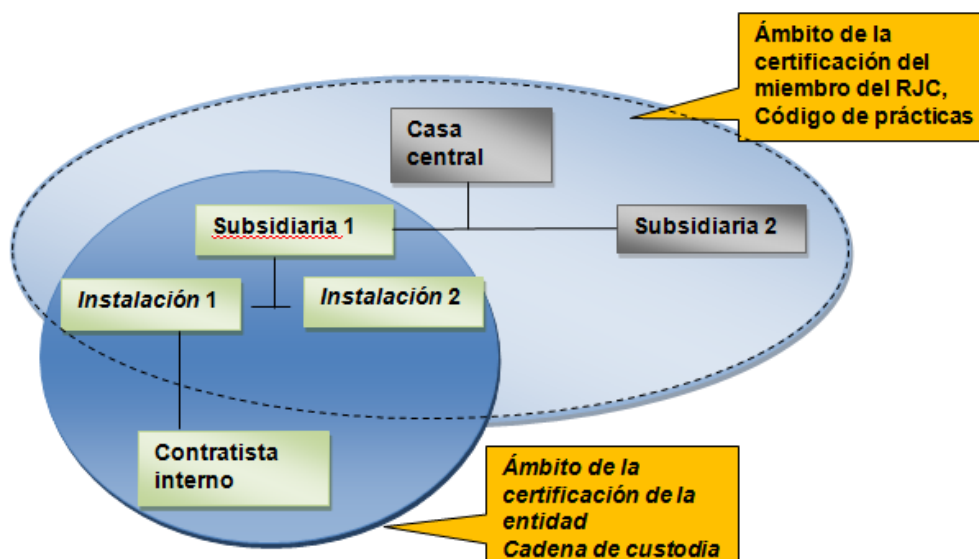 Ámbito de la
certificación del
miembro del RJC,
Código de prácticas
Casa
central
Subsidiaria 1
Subsidiaria 2
Instalación 1
Instalación 2
Contratista
interno
Ámbito de la
certificación de la
entidad
Cadena de custodia